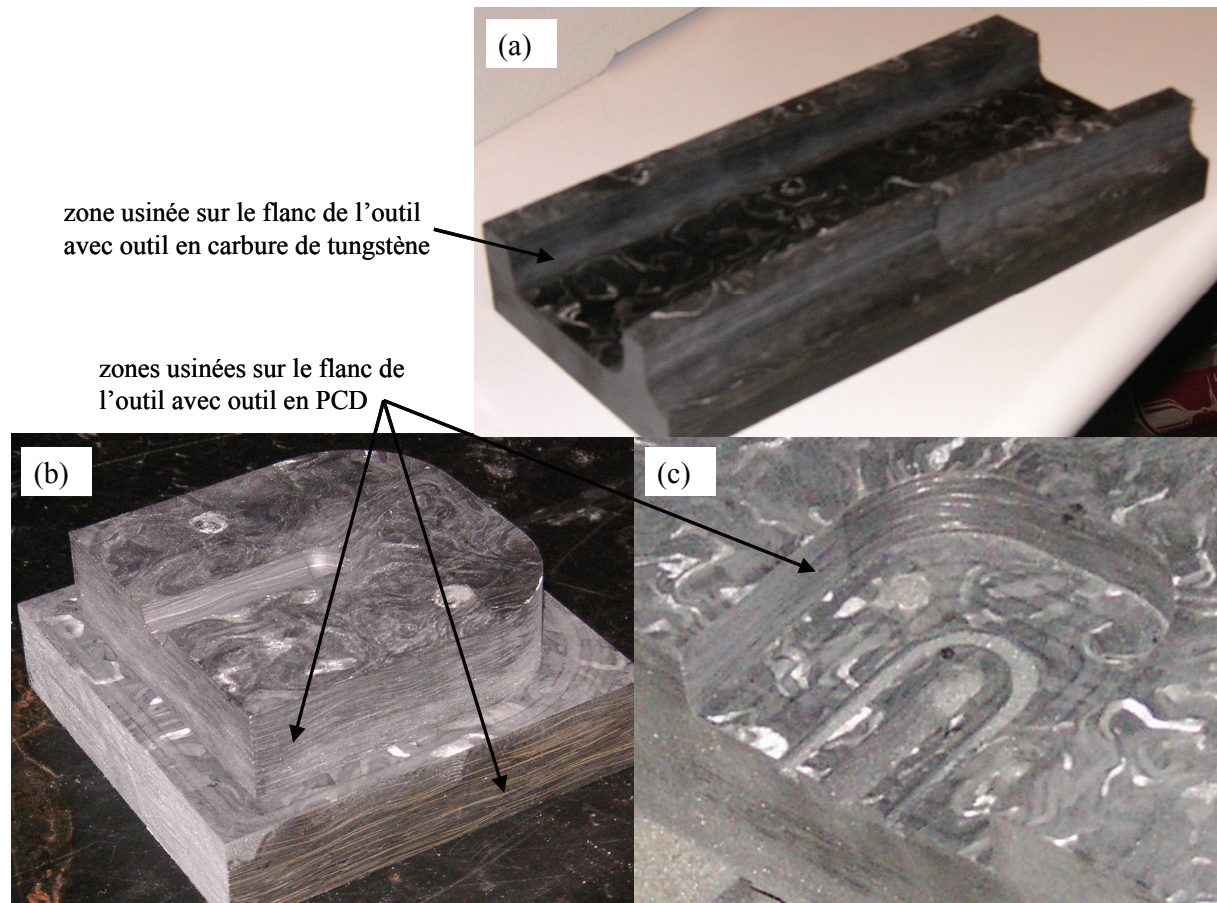 (a)
zone usinée sur le flanc de l’outil
avec outil en carbure de tungstène
zones usinées sur le flanc de
l’outil avec outil en PCD
(b)
(c)